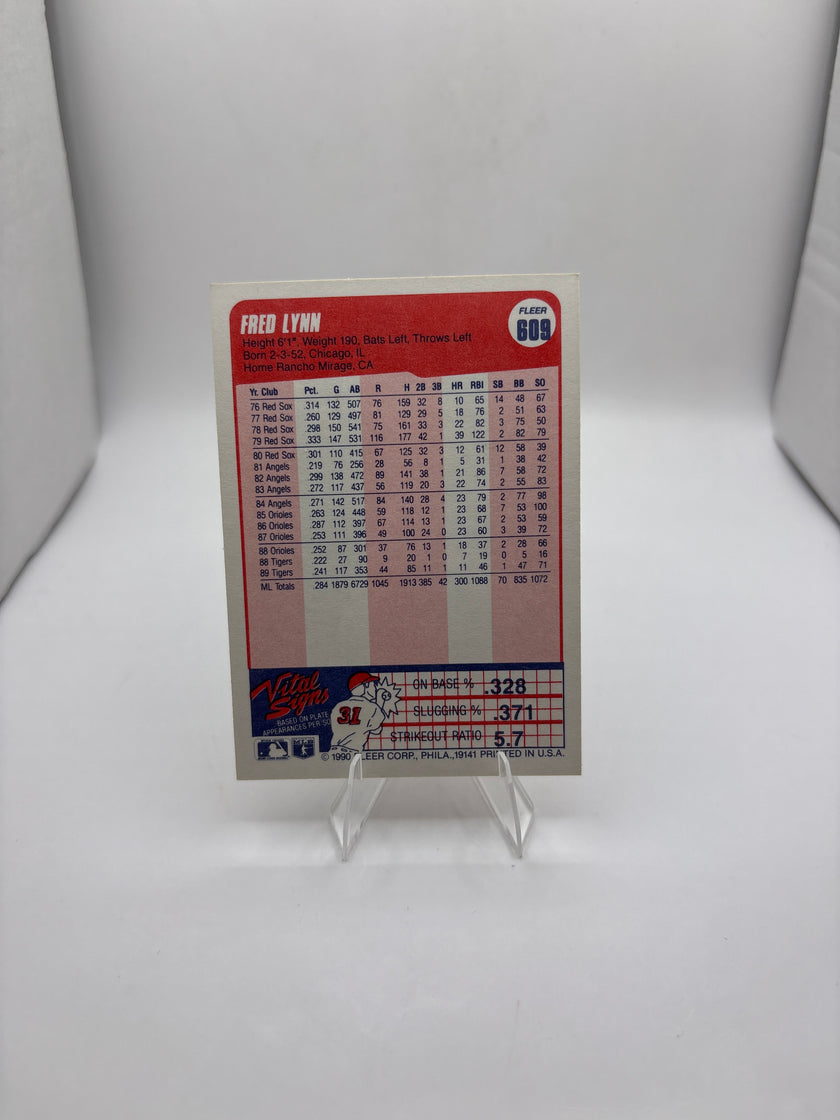 FRED LYNN
FLEER
609
Height 6'1", Weight 190, Bats Left, Throws Left
Born 2-3-52, Chicago, IL
Home Rancho Mirage, CA
Yr. Club Pct. G AB R H 2B 3B HR RBI SB BB SO
76 Red Sox .314 132 507 76 159 32 8 10 65 14 48 67
77 Red Sox .260 129 497 81 129 29 5 18 76 2 51 63
78 Red Sox .298 150 541 75 161 33 3 22 82 3 75 50
79 Red Sox .333 147 531 116 177 42 1 39 122 2 82 79
80 Red Sox .301 110 415 67 125 32 3 12 61 12 58 39
81 Angels .219 76 256 28 56 8 1 5 31 1 38 42
82 Angels .299 138 472 89 141 38 1 21 86 7 58 72
83 Angels .272 117 437 56 119 20 3 22 74 2 55 83
84 Angels .271 142 517 84 140 28 4 23 79 2 77 98
85 Orioles .263 124 448 59 118 12 1 23 68 7 53 100
86 Orioles .287 112 397 67 114 13 1 23 67 2 53 59
87 Orioles .253 111 396 49 100 24 0 23 60 3 39 72
88 Orioles .252 87 301 37 76 13 1 18 37 2 28 66
88 Tigers .222 27 90 9 20 1 0 7 19 0 5 16
89 Tigers .241 117 353 44 85 11 1 11 46 1 47 71
ML Totals .284 1879 6729 1045 1913 385 42 300 1088 70 835 1072
Vital Signs
BASED ON PLATE
APPEARANCES PER SO
31
ON BASE % .328
SLUGGING % .371
STRIKEOUT RATIO 5.7
© 1990 FLEER CORP., PHILA., 19141 PRINTED IN U.S.A.